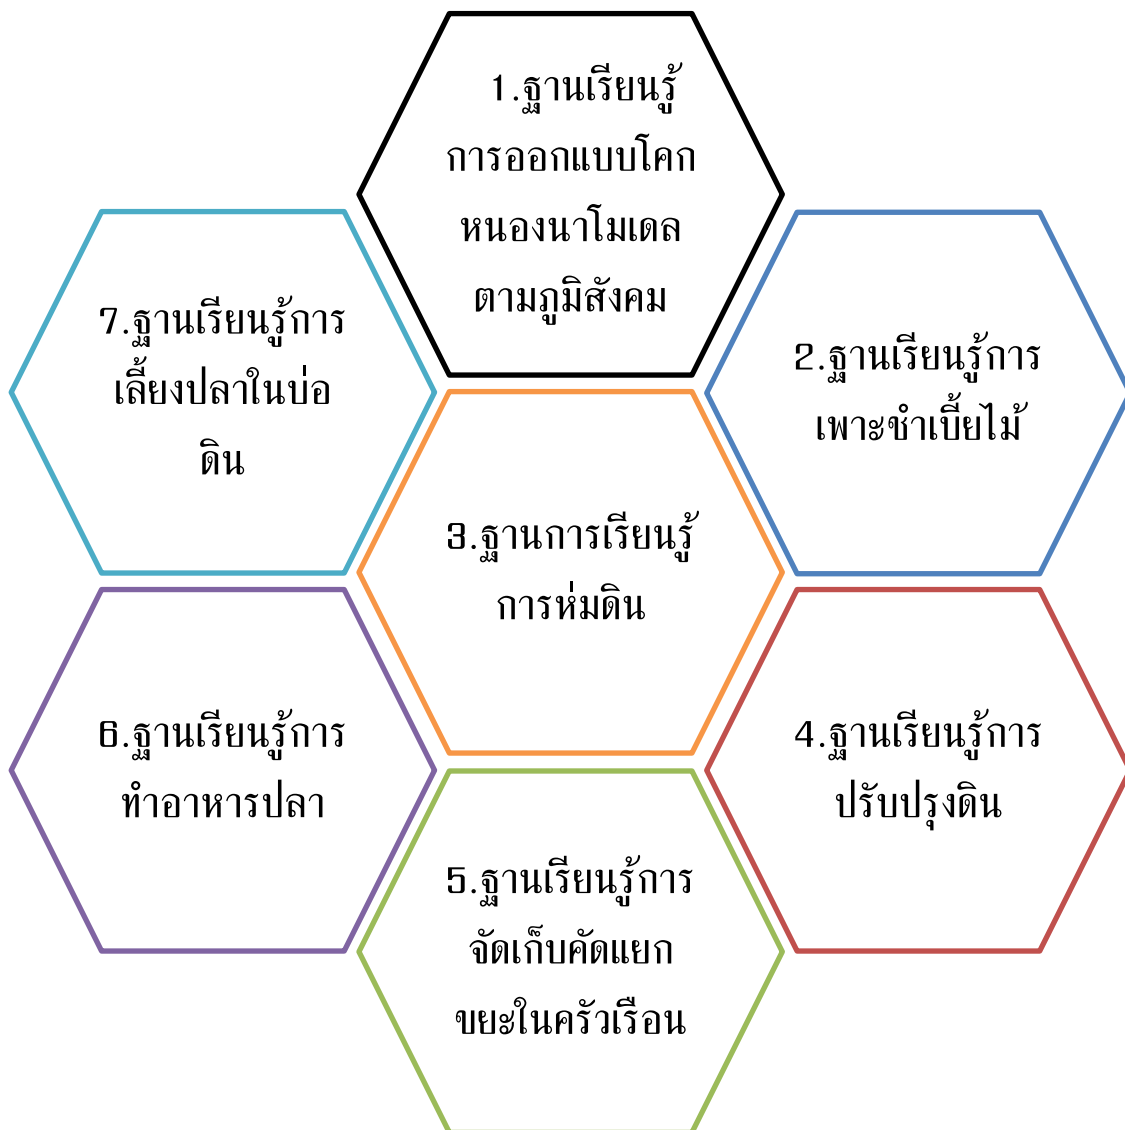 1.ฐานเรียนรู้
การออกแบบโคก
หนองนาโมเดล
ตามภูมิสังคม
2.ฐานเรียนรู้การ
เพาะชำเบี้ยไม้
3.ฐานการเรียนรู้
การห่มดิน
4.ฐานเรียนรู้การ
ปรับปรุงดิน
5.ฐานเรียนรู้การ
จัดเก็บคัดแยก
ขยะในครัวเรือน
6.ฐานเรียนรู้การ
ทำอาหารปลา
7.ฐานเรียนรู้การ
เลี้ยงปลาในบ่อ
ดิน